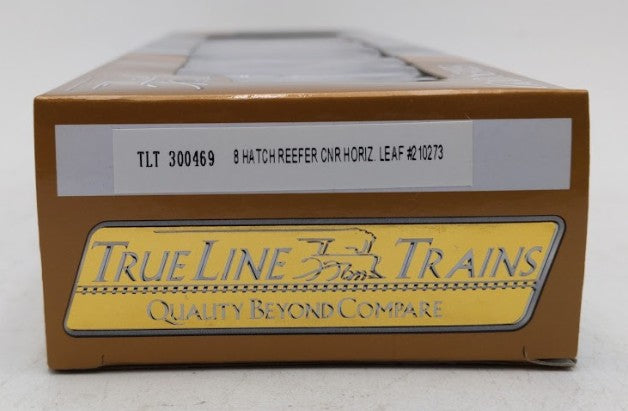 TLT 300469 8 HATCH REEFER CNR HORIZ. LEAF #210273
TRUE LINE TRAINS
QUALITY BEYOND COMPARE